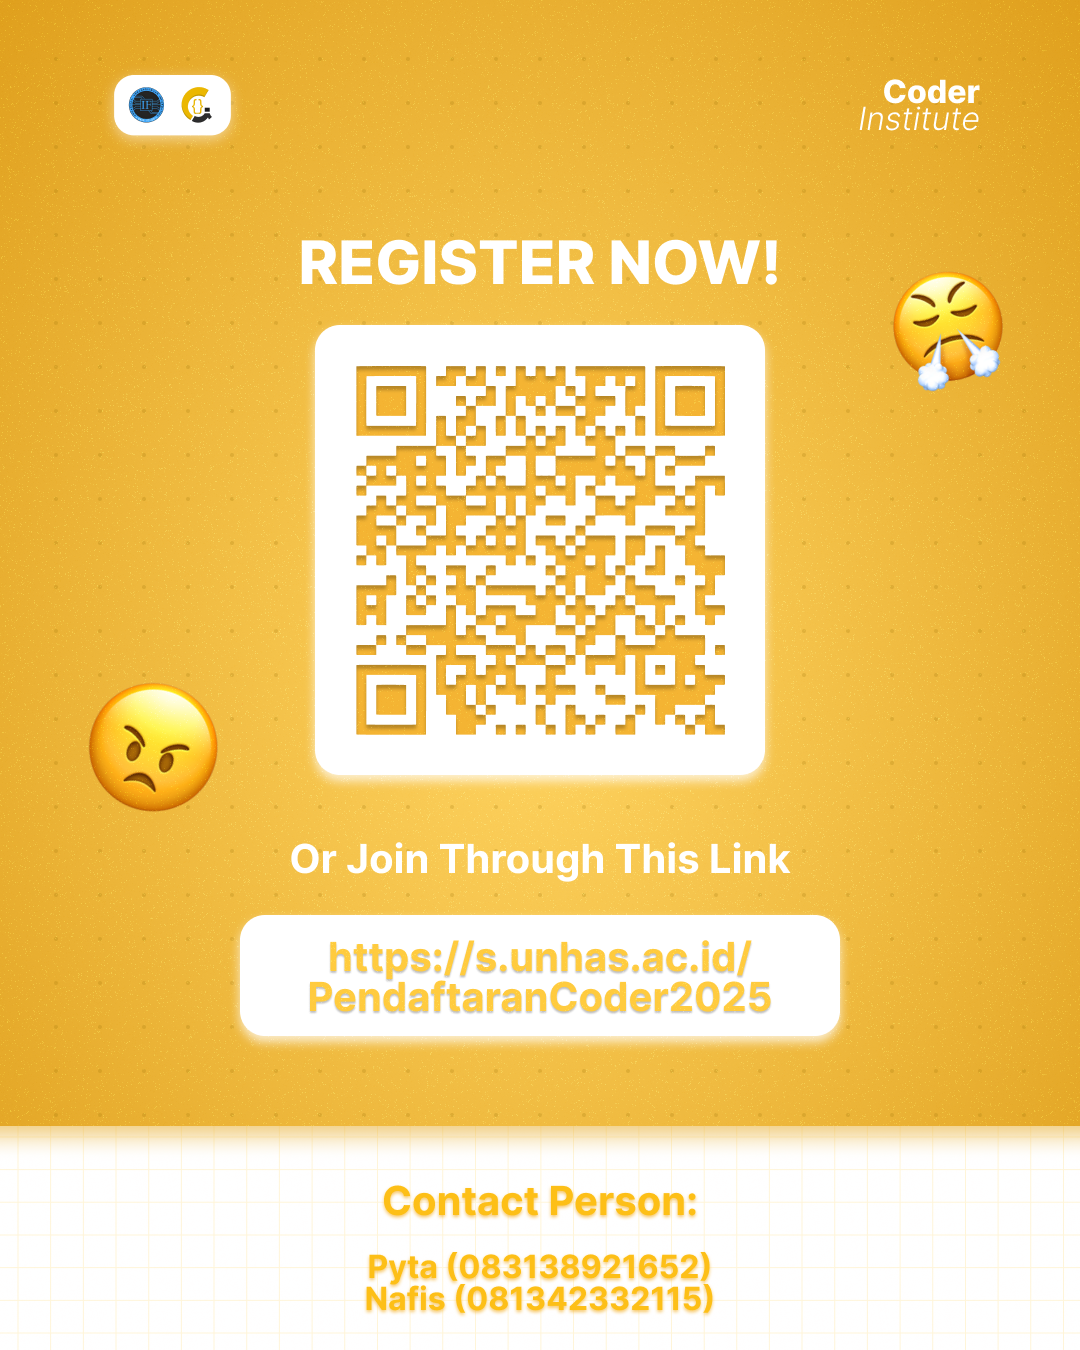 Coder
Institute
REGISTER NOW!
Or Join Through This Link
https://s.unhas.ac.id/
PendaftaranCoder2025
Contact Person:
Pyta (083138921652)
Nafis (081342332115)